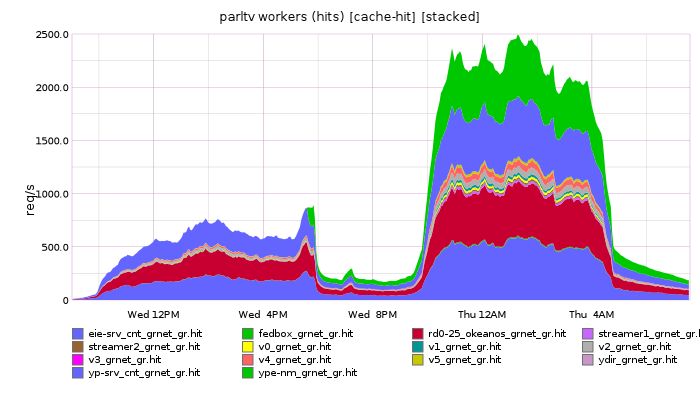 parltv workers (hits) [cache-hit] [stacked]
2500.0
2000.0
1500.0
1000.0
500.0
0
req/s
Wed 12PM Wed 4PM Wed 8PM Thu 12AM Thu 4AM
eie-srv_cnt_grnet_gr.hit fedbox_grnet_gr.hit rd0-25_okeanos_grnet_gr.hit streamer1_grnet_gr.hit
streamer2_grnet_gr.hit v0_grnet_gr.hit v1_grnet_gr.hit v2_grnet_gr.hit
v3_grnet_gr.hit v4_grnet_gr.hit v5_grnet_gr.hit ydir_grnet_gr.hit
yp-srv_cnt_grnet_gr.hit ype-nm_grnet_gr.hit